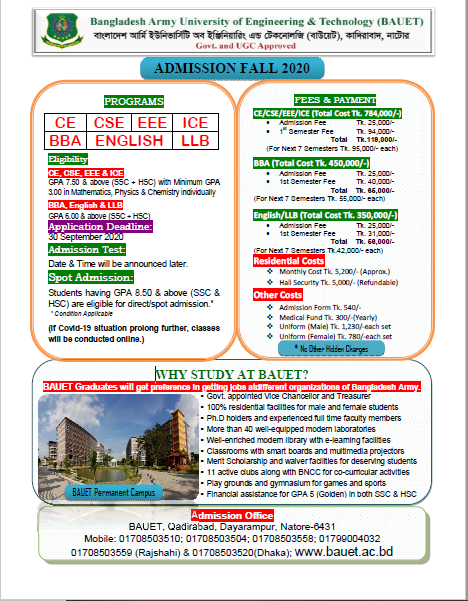 Bangladesh Army University of Engineering & Technology (BAUET)
বাংলাদেশ আর্মি ইউনিভার্সিটি অব ইঞ্জিনিয়ারিং এন্ড টেকনোলজি (বাউয়েট), কাদিরাবাদ, নাটোর
Govt. and UGC Approved
ADMISSION FALL 2020
PROGRAMS
CE CSE EEE ICE
BBA ENGLISH LLB
Eligibility
CE, CSE, EEE & ICE
GPA 7.50 & above (SSC + HSC) with Minimum GPA
3.00 in Mathematics, Physics & Chemistry individually
BBA, English & LLB
GPA 6.00 & above (SSC + HSC)
Application Deadline:
30 September 2020
Admission Test:
Date & Time will be announced later.
Spot Admission:
Students having GPA 8.50 & above (SSC &
HSC) are eligible for direct/spot admission.*
* Condition Applicable
(If Covid-19 situation prolong further, classes
will be conducted online.)
FEES & PAYMENT
CE/CSE/EEE/ICE (Total Cost Tk. 784,000/-)
• Admission Fee Tk. 25,000/-
• 1st Semester Fee Tk. 94,000/-
Total Tk.119,000/-
(For Next 7 Semesters Tk. 95,000/- each)
BBA (Total Cost Tk. 450,000/-)
• Admission Fee Tk. 25,000/-
• 1st Semester Fee Tk. 40,000/-
Total Tk. 65,000/-
(For Next 7 Semesters Tk. 55,000/- each)
English/LLB (Total Cost Tk. 350,000/-)
• Admission Fee Tk. 25,000/-
• 1st Semester Fee Tk. 31,000/-
Total Tk. 56,000/-
(For Next 7 Semesters Tk.42,000/- each)
Residential Costs
❖ Monthly Cost Tk. 5,200/- (Approx.)
❖ Hall Security Tk. 5,000/- (Refundable)
Other Costs
❖ Admission Form Tk. 540/-
❖ Medical Fund Tk. 300/-(Yearly)
❖ Uniform (Male) Tk. 1,230/-each set
❖ Uniform (Female) Tk. 780/-each set
* No Other Hidden Charges
WHY STUDY AT BAUET?
BAUET Graduates will get preference in getting jobs atdifferent organizations of Bangladesh Army.
• Govt. appointed Vice Chancellor and Treasurer
• 100% residential facilities for male and female students
• Ph.D holders and experienced full time faculty members
• More than 40 well-equipped modern laboratories
• Well-enriched modern library with e-learning facilities
• Classrooms with smart boards and multimedia projectors
• Merit Scholarship and waiver facilities for deserving students
• 11 active clubs along with BNCC for co-curricular activities
• Play grounds and gymnasium for games and sports
• Financial assistance for GPA 5 (Golden) in both SSC & HSC
BAUET Permanent Campus
Admission Office
BAUET, Qadirabad, Dayarampur, Natore-6431
Mobile: 01708503510; 01708503504; 01708503558; 01799004032
01708503559 (Rajshahi) & 01708503520(Dhaka); www.bauet.ac.bd